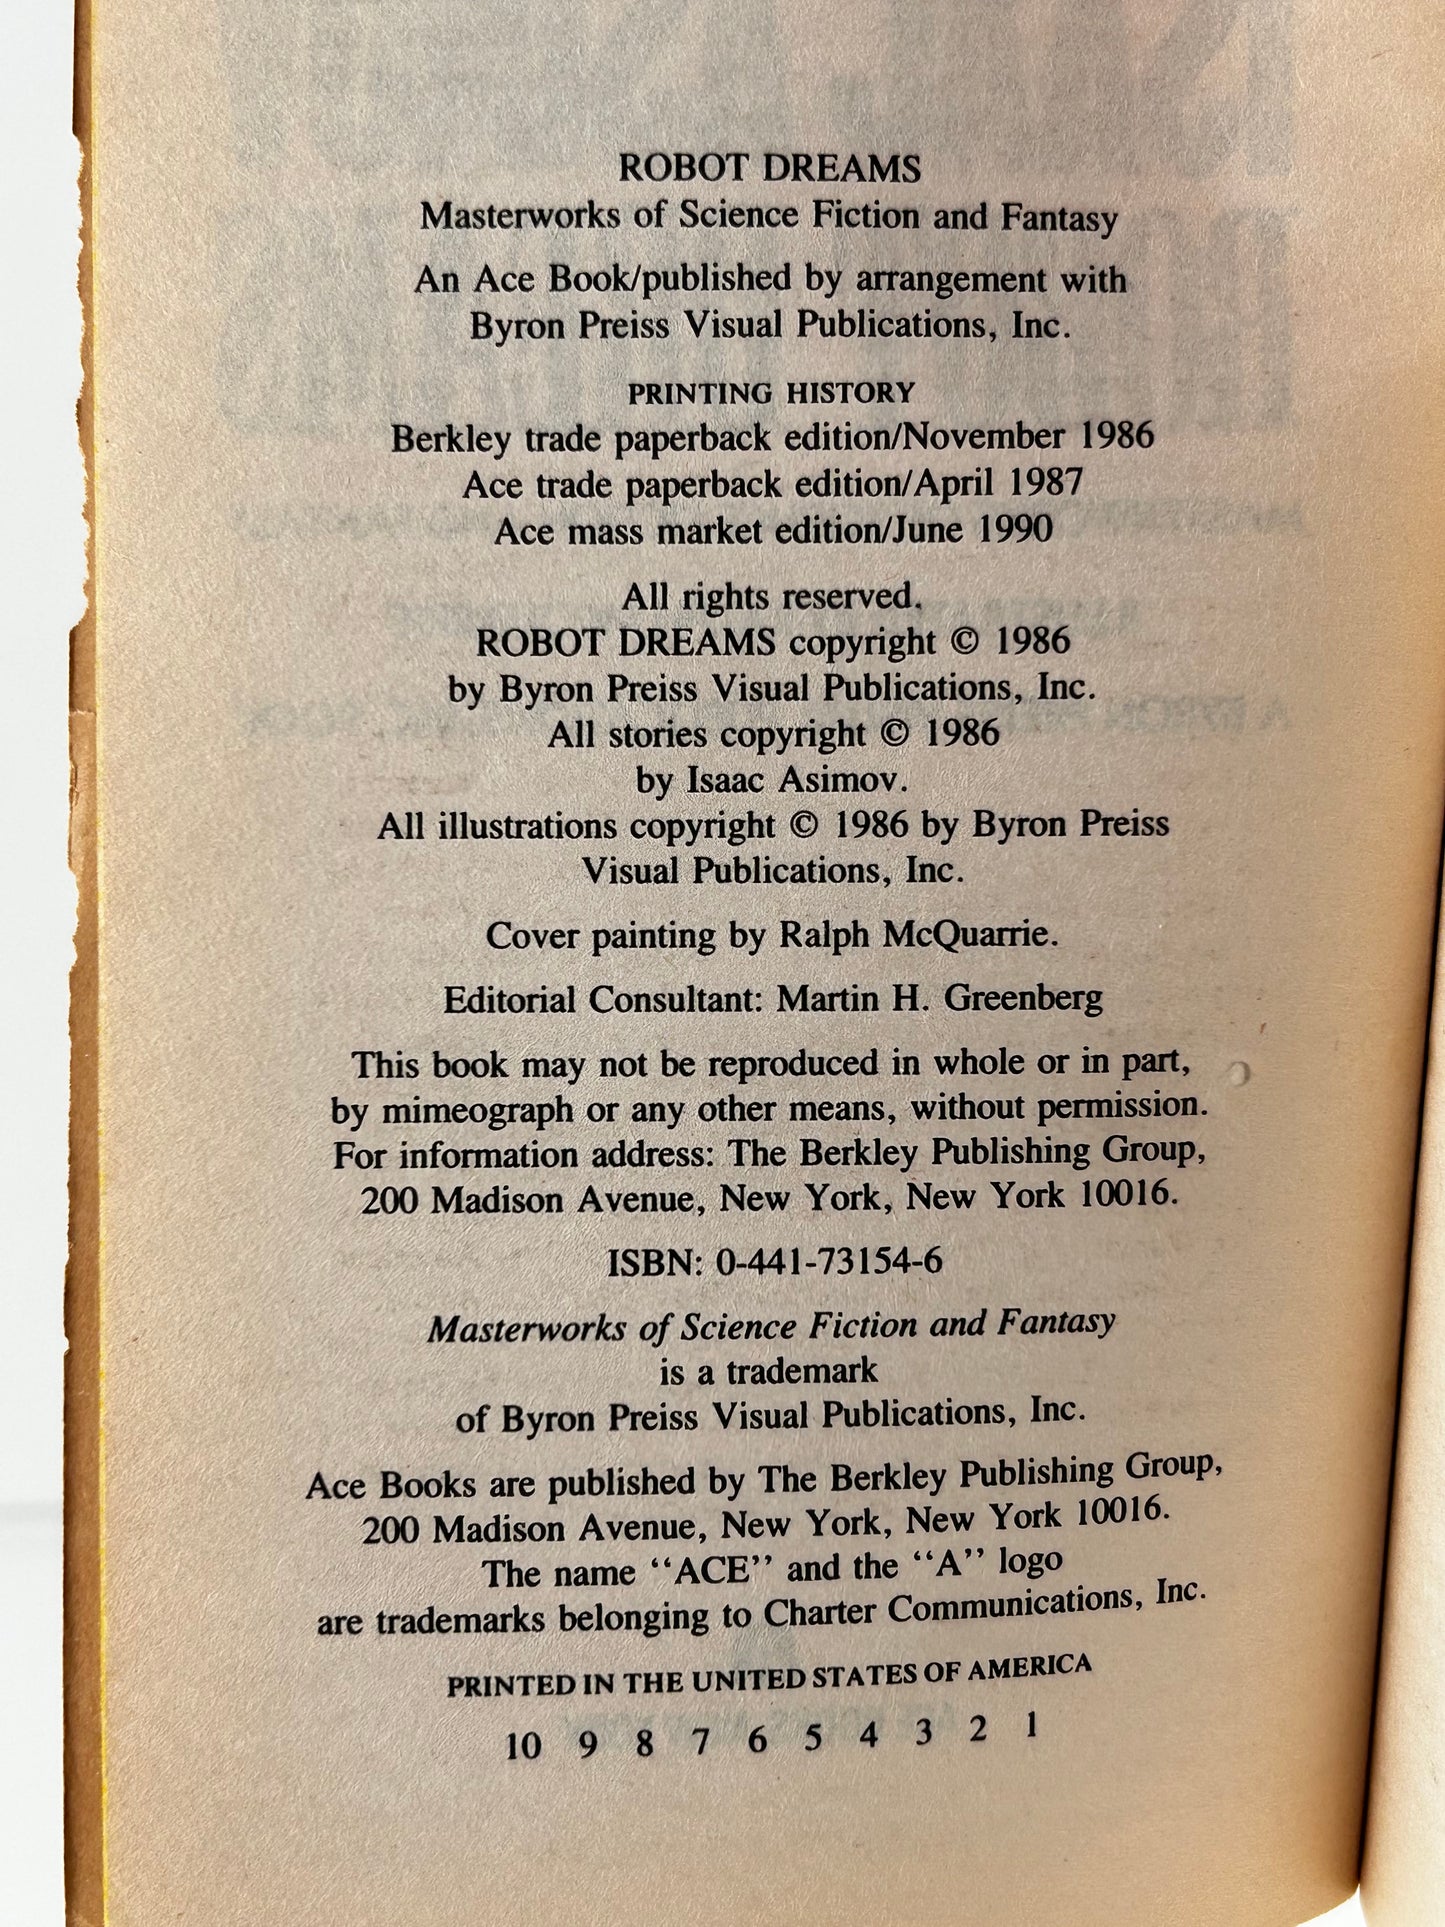 ROBOT DREAMS
Masterworks of Science Fiction and Fantasy
An Ace Book/published by arrangement with
Byron Preiss Visual Publications, Inc.
PRINTING HISTORY
Berkley trade paperback edition/November 1986
Ace trade paperback edition/April 1987
Ace mass market edition/June 1990
All rights reserved.
ROBOT DREAMS copyright © 1986
by Byron Preiss Visual Publications, Inc.
All stories copyright © 1986
by Isaac Asimov.
All illustrations copyright © 1986 by Byron Preiss
Visual Publications, Inc.
Cover painting by Ralph McQuarrie.
Editorial Consultant: Martin H. Greenberg
This book may not be reproduced in whole or in part,
by mimeograph or any other means, without permission.
For information address: The Berkley Publishing Group,
200 Madison Avenue, New York, New York 10016.
ISBN: 0-441-73154-6
Masterworks of Science Fiction and Fantasy
is a trademark
of Byron Preiss Visual Publications, Inc.
Ace Books are published by The Berkley Publishing Group,
200 Madison Avenue, New York, New York 10016.
The name ‘‘ACE’’ and the ‘‘A’’ logo
are trademarks belonging to Charter Communications, Inc.
PRINTED IN THE UNITED STATES OF AMERICA
10 9 8 7 6 5 4 3 2 1